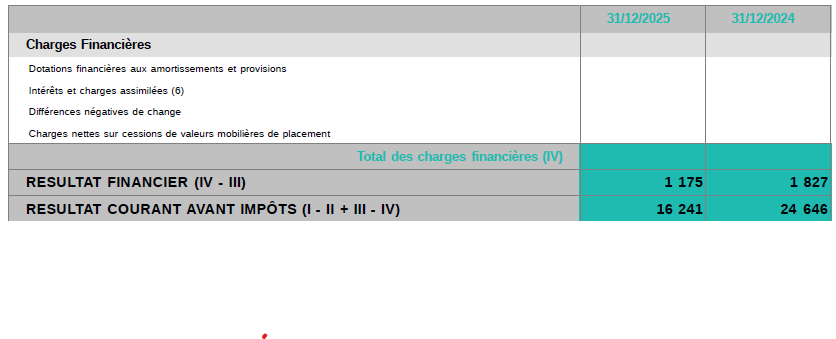 31/12/2025 31/12/2024
Charges Financières
Dotations financières aux amortissements et provisions
Intérêts et charges assimilées (6)
Différences négatives de change
Charges nettes sur cessions de valeurs mobilières de placement
Total des charges financières (IV)
RESULTAT FINANCIER (IV - III) 1 175 1 827
RESULTAT COURANT AVANT IMPÔTS (I - II + III - IV) 16 241 24 646